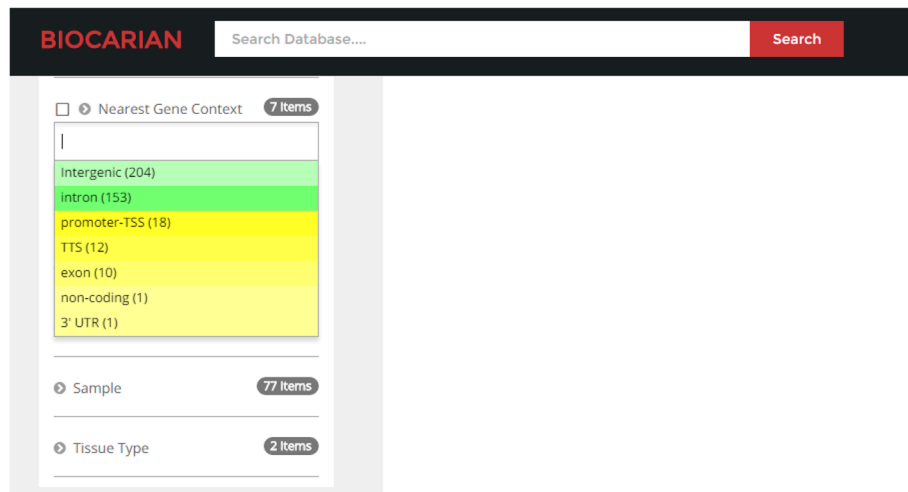 BIOCARIAN Search Database.... Search
Nearest Gene Context 7 Items
Intergenic (204)
intron (153)
promoter-TSS (18)
TTS (12)
exon (10)
non-coding (1)
3' UTR (1)
Sample 77 Items
Tissue Type 2 Items